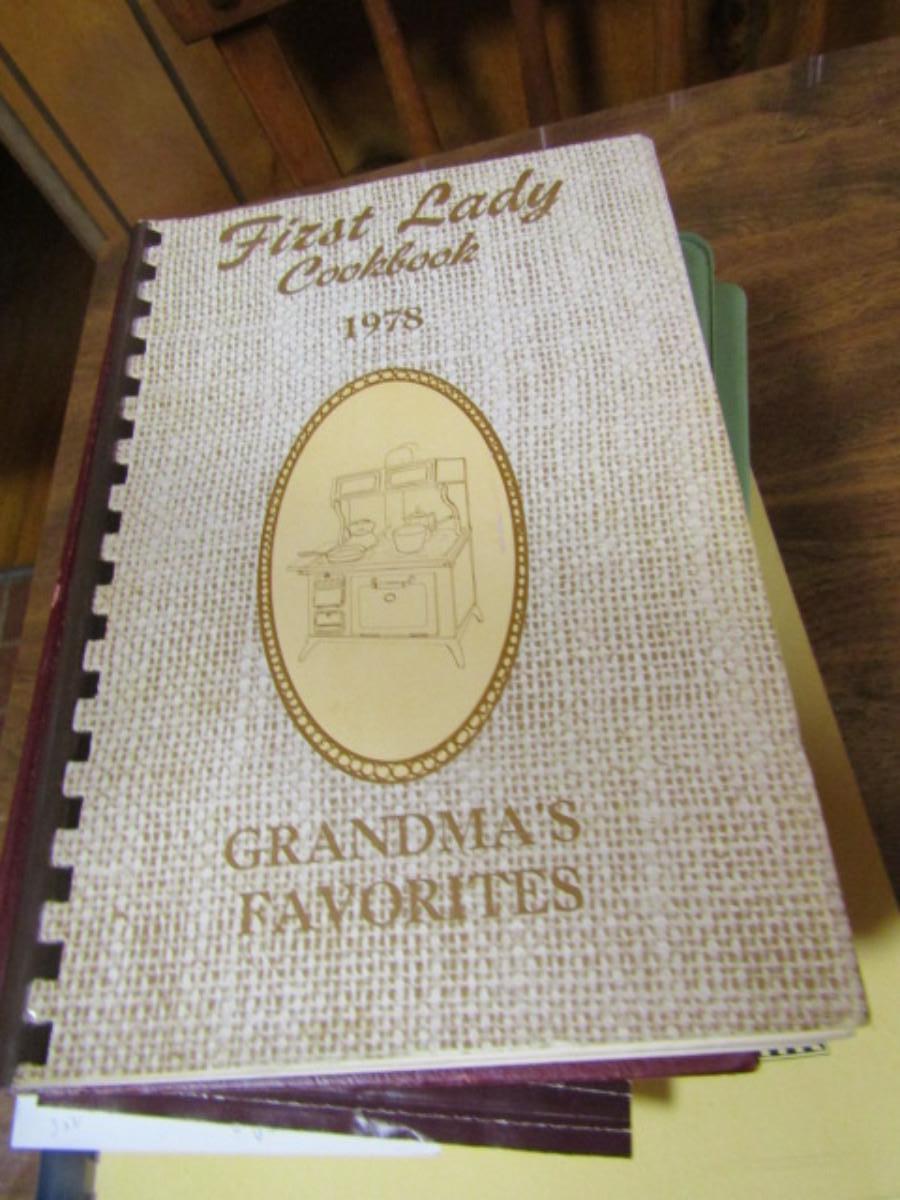 First Lady
Cookbook
1978
GRANDMA'S
FAVORITES